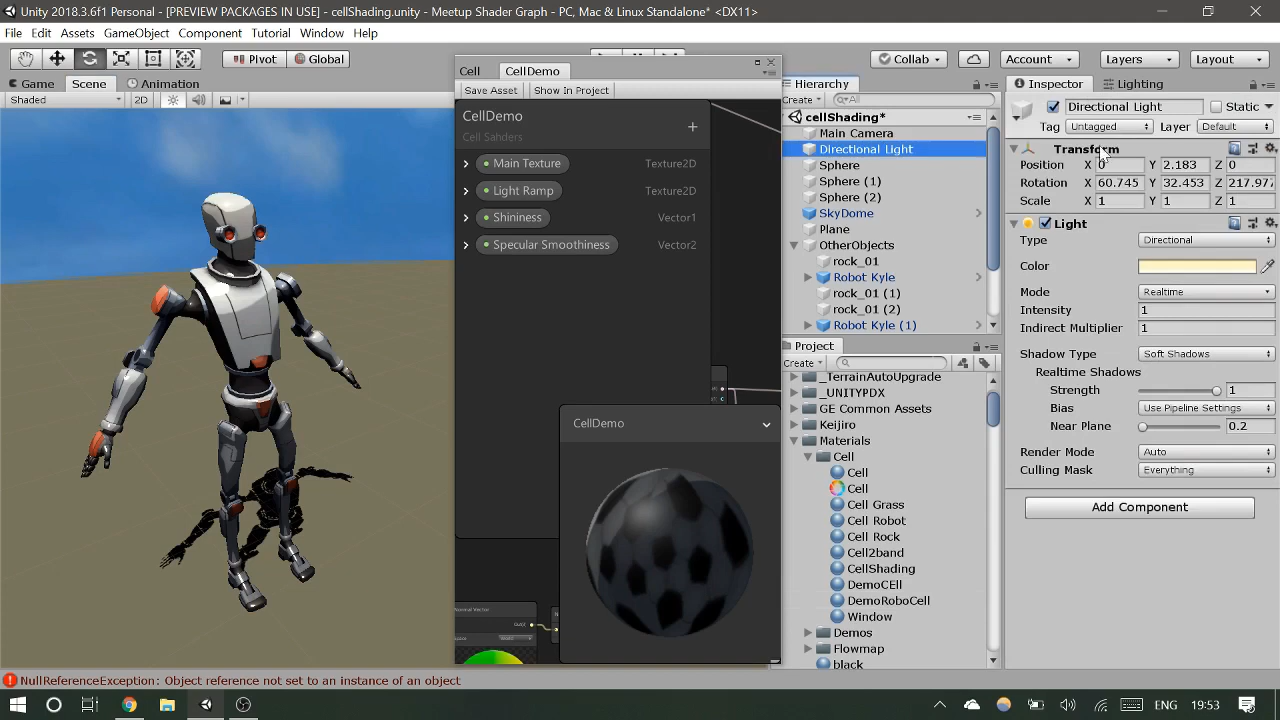 Unity 2018.3.6f1 Personal - [PREVIEW PACKAGES IN USE] - cellShading.unity - Meetup Shader Graph - PC, Mac & Linux Standalone* <DX11>
File Edit Assets GameObject Component Tutorial Window Help
Pivot Global Collab Account Layers Layout
Game Scene Animation
Shaded 2D
Cell CellDemo
Save Asset Show In Project
CellDemo
Cell Sahders
Main Texture Texture2D
Light Ramp Texture2D
Shininess Vector1
Specular Smoothiness Vector2
CellDemo
Normal Vector
Hierarchy
Create All
cellShading*
Main Camera
Directional Light
Sphere
Sphere (1)
Sphere (2)
SkyDome
Plane
OtherObjects
rock_01
Robot Kyle
rock_01 (1)
rock_01 (2)
Robot Kyle (1)
Project
Create
_TerrainAutoUpgrade
_UNITYPDX
GE Common Assets
Keijiro
Materials
Cell
Cell
Cell
Cell Grass
Cell Robot
Cell Rock
Cell2band
CellShading
DemoCEll
DemoRoboCell
Window
Demos
Flowmap
black
Inspector Lighting
Directional Light Static
Tag Untagged Layer Default
Transform
Position X 0 Y 2.183 Z 0
Rotation X 60.745 Y 32.453 Z 217.977
Scale X 1 Y 1 Z 1
Light
Type Directional
Color
Mode Realtime
Intensity 1
Indirect Multiplier 1
Shadow Type Soft Shadows
Realtime Shadows
Strength 1
Bias Use Pipeline Settings
Near Plane 0.2
Render Mode Auto
Culling Mask Everything
Add Component
NullReferenceException: Object reference not set to an instance of an object
ENG 19:53